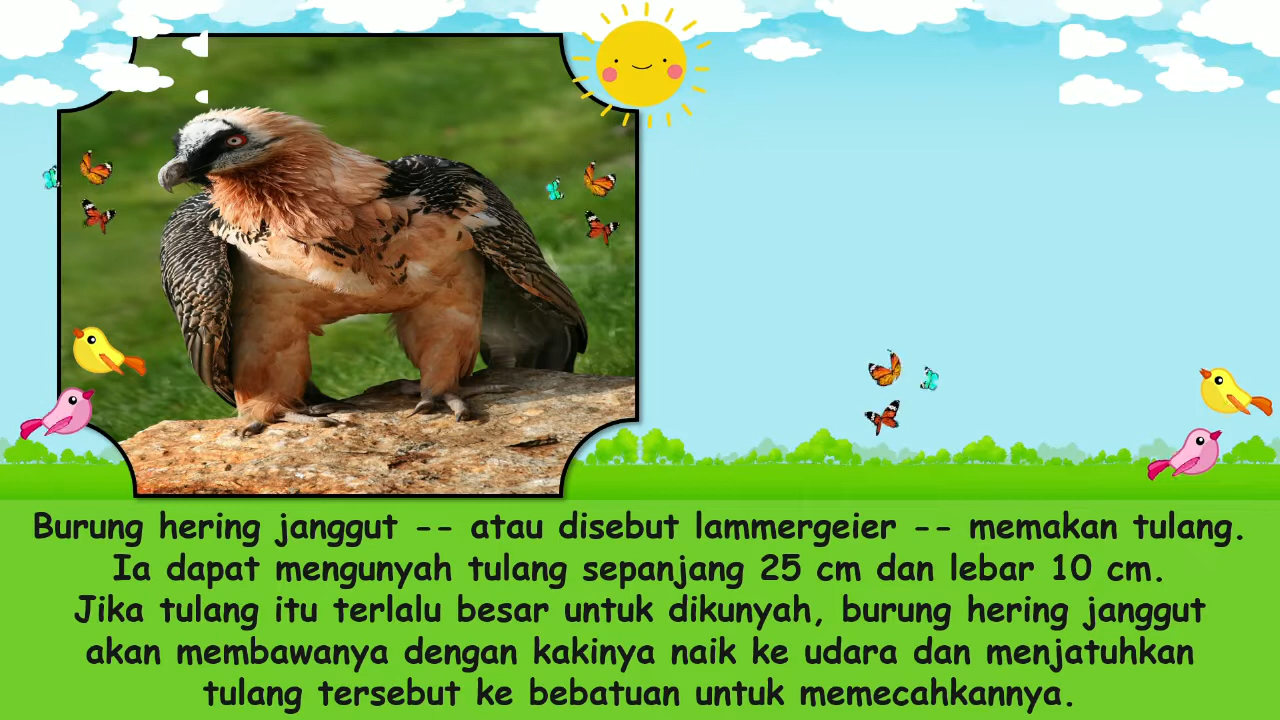 Burung hering janggut -- atau disebut lammergeier -- memakan tulang.
Ia dapat mengunyah tulang sepanjang 25 cm dan lebar 10 cm.
Jika tulang itu terlalu besar untuk dikunyah, burung hering janggut
akan membawanya dengan kakinya naik ke udara dan menjatuhkan
tulang tersebut ke bebatuan untuk memecahkannya.